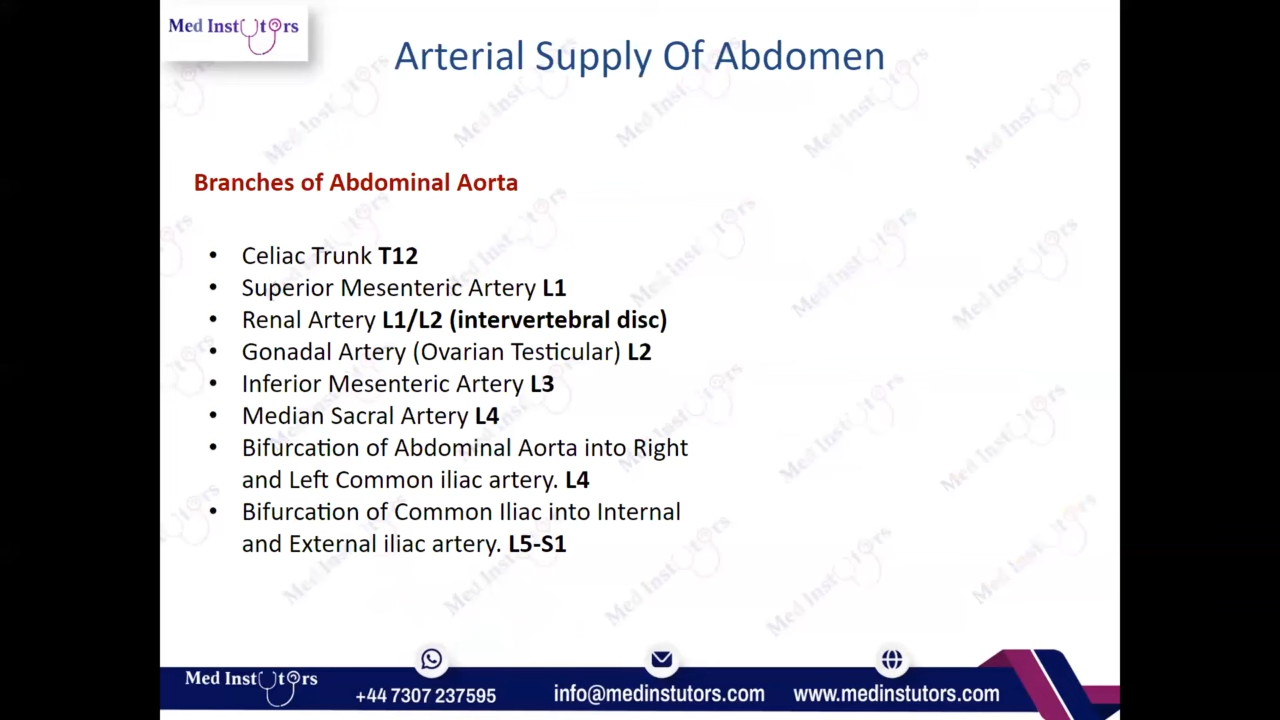 Med Instutors
Arterial Supply Of Abdomen
Branches of Abdominal Aorta
• Celiac Trunk T12
• Superior Mesenteric Artery L1
• Renal Artery L1/L2 (intervertebral disc)
• Gonadal Artery (Ovarian Testicular) L2
• Inferior Mesenteric Artery L3
• Median Sacral Artery L4
• Bifurcation of Abdominal Aorta into Right
and Left Common iliac artery. L4
• Bifurcation of Common Iliac into Internal
and External iliac artery. L5-S1
Med Instutors
+44 7307 237595
info@medinstutors.com
www.medinstutors.com